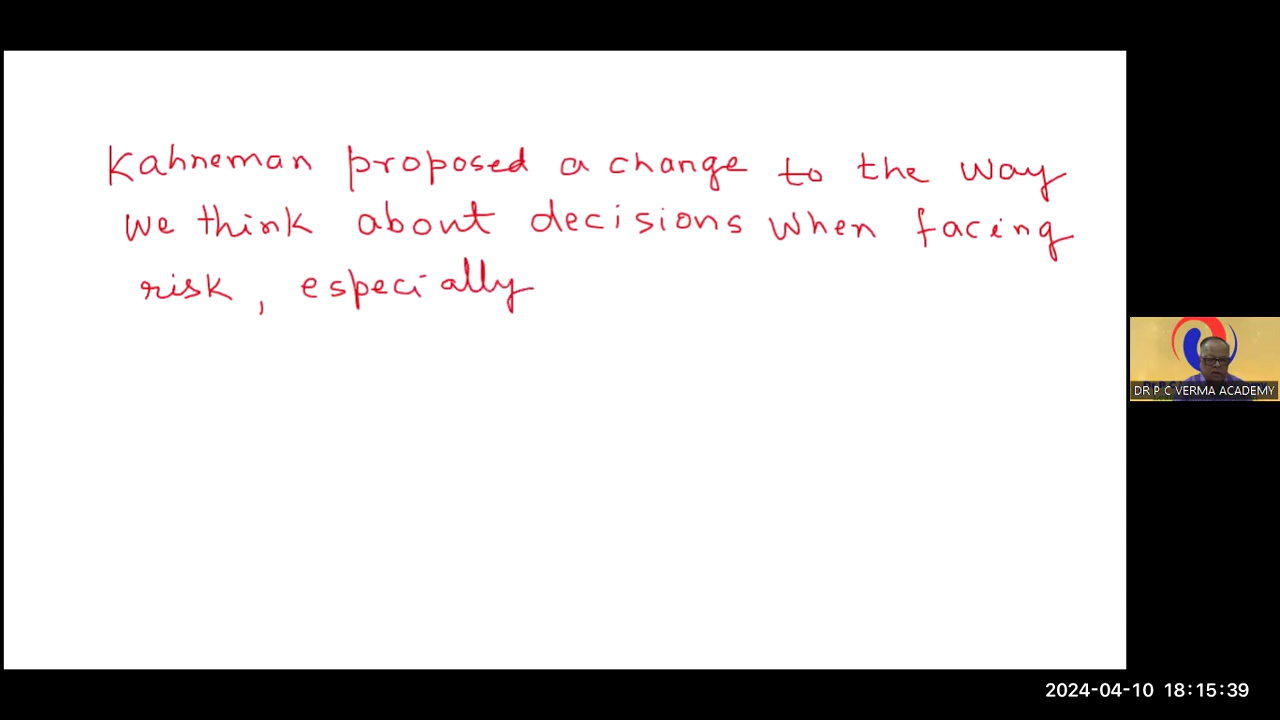 Kahneman proposed a change to the way
we think about decisions when facing
risk, especially
DR P C VERMA ACADEMY
2024-04-10 18:15:39